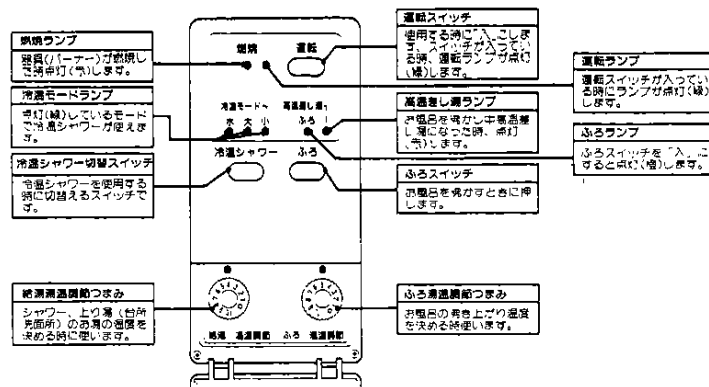 燃焼ランプ
器具(バーナー)が燃焼し
た時点灯(赤)します。
冷温モードランプ
点灯(緑)しているモード
で冷温シャワーが使えま
す。
冷温シャワー切替スイッチ
冷温シャワーを使用する
時に切替えるスイッチで
す。
給湯湯温調節つまみ
シャワー、上り湯(台所
洗面所)のお湯の温度を
決める時に使います。
燃焼
運転
冷温モード
高温差し湯
水 大 小
ふろ
冷温シャワー
ふろ
給湯 湯温調節
ふろ 湯温調節
運転スイッチ
使用する時に「入」にしま
す、スイッチが入ってい
る時、運転ランプが点灯
(緑)します。
高温差し湯ランプ
お風呂を沸かし中高温差
し湯になった時、点灯
(赤)します。
ふろスイッチ
お風呂を沸かすときに押
します。
ふろ湯温調節つまみ
お風呂の沸き上がり温度
を決める時使います。
運転ランプ
運転スイッチが入ってい
る時にランプが点灯(緑)
します。
ふろランプ
ふろスイッチを「入」に
すると点灯(橙)します。